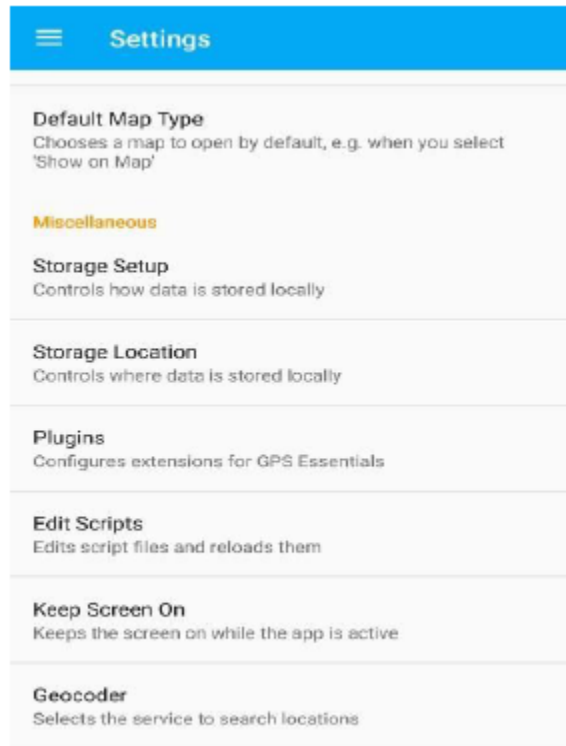 Settings
Default Map Type
Chooses a map to open by default, e.g. when you select
'Show on Map'
Miscellaneous
Storage Setup
Controls how data is stored locally
Storage Location
Controls where data is stored locally
Plugins
Configures extensions for GPS Essentials
Edit Scripts
Edits script files and reloads them
Keep Screen On
Keeps the screen on while the app is active
Geocoder
Selects the service to search locations